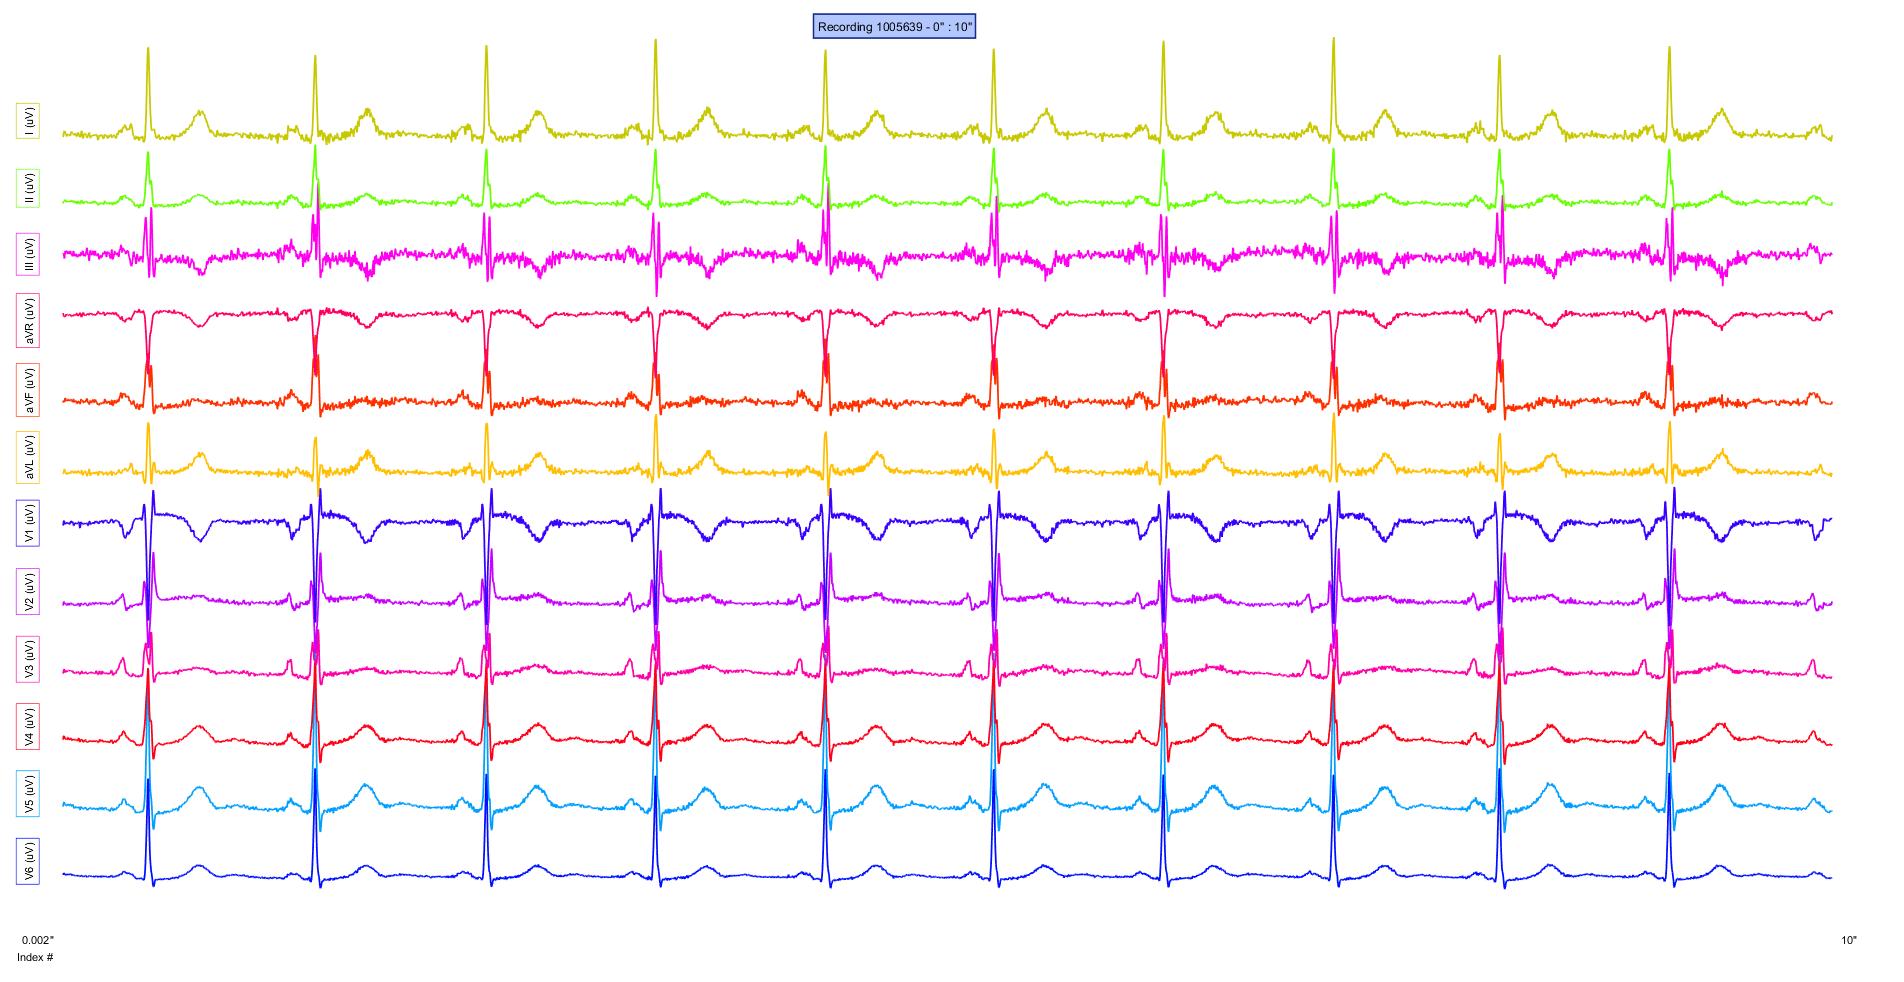 Recording 1005639 - 0" : 10"
I (uV)
II (uV)
III (uV)
aVR (uV)
aVF (uV)
aVL (uV)
V1 (uV)
V2 (uV)
V3 (uV)
V4 (uV)
V5 (uV)
V6 (uV)
0.002"
10"
Index #